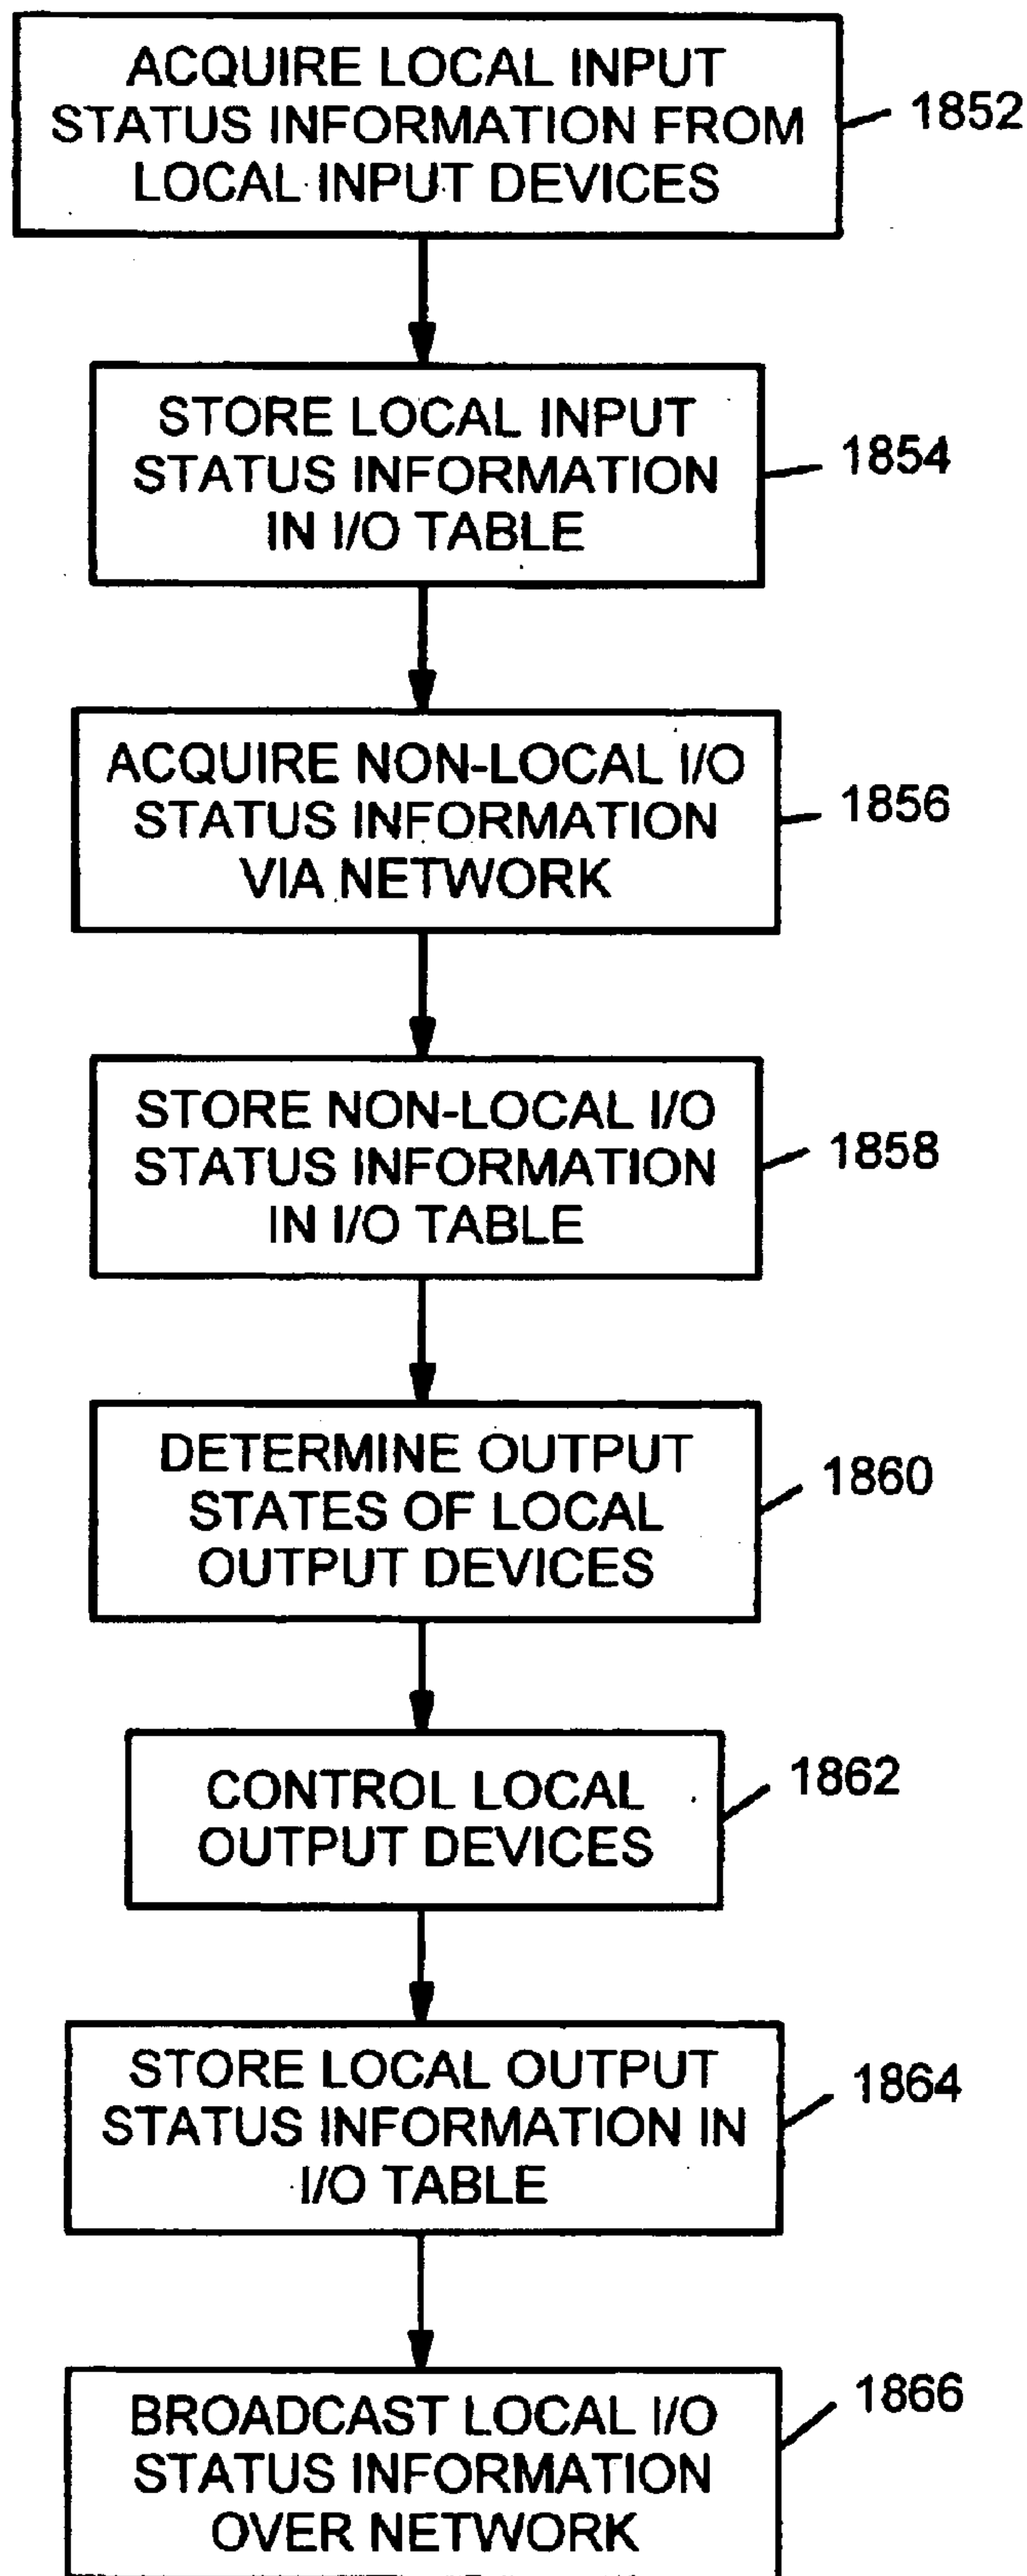 ACQUIRE LOCAL INPUT
STATUS INFORMATION FROM
LOCAL INPUT DEVICES
1852
STORE LOCAL INPUT
STATUS INFORMATION
IN I/O TABLE
1854
ACQUIRE NON-LOCAL I/O
STATUS INFORMATION
VIA NETWORK
1856
STORE NON-LOCAL I/O
STATUS INFORMATION
IN I/O TABLE
1858
DETERMINE OUTPUT
STATES OF LOCAL
OUTPUT DEVICES
1860
CONTROL LOCAL
OUTPUT DEVICES
1862
STORE LOCAL OUTPUT
STATUS INFORMATION IN
I/O TABLE
1864
BROADCAST LOCAL I/O
STATUS INFORMATION
OVER NETWORK
1866